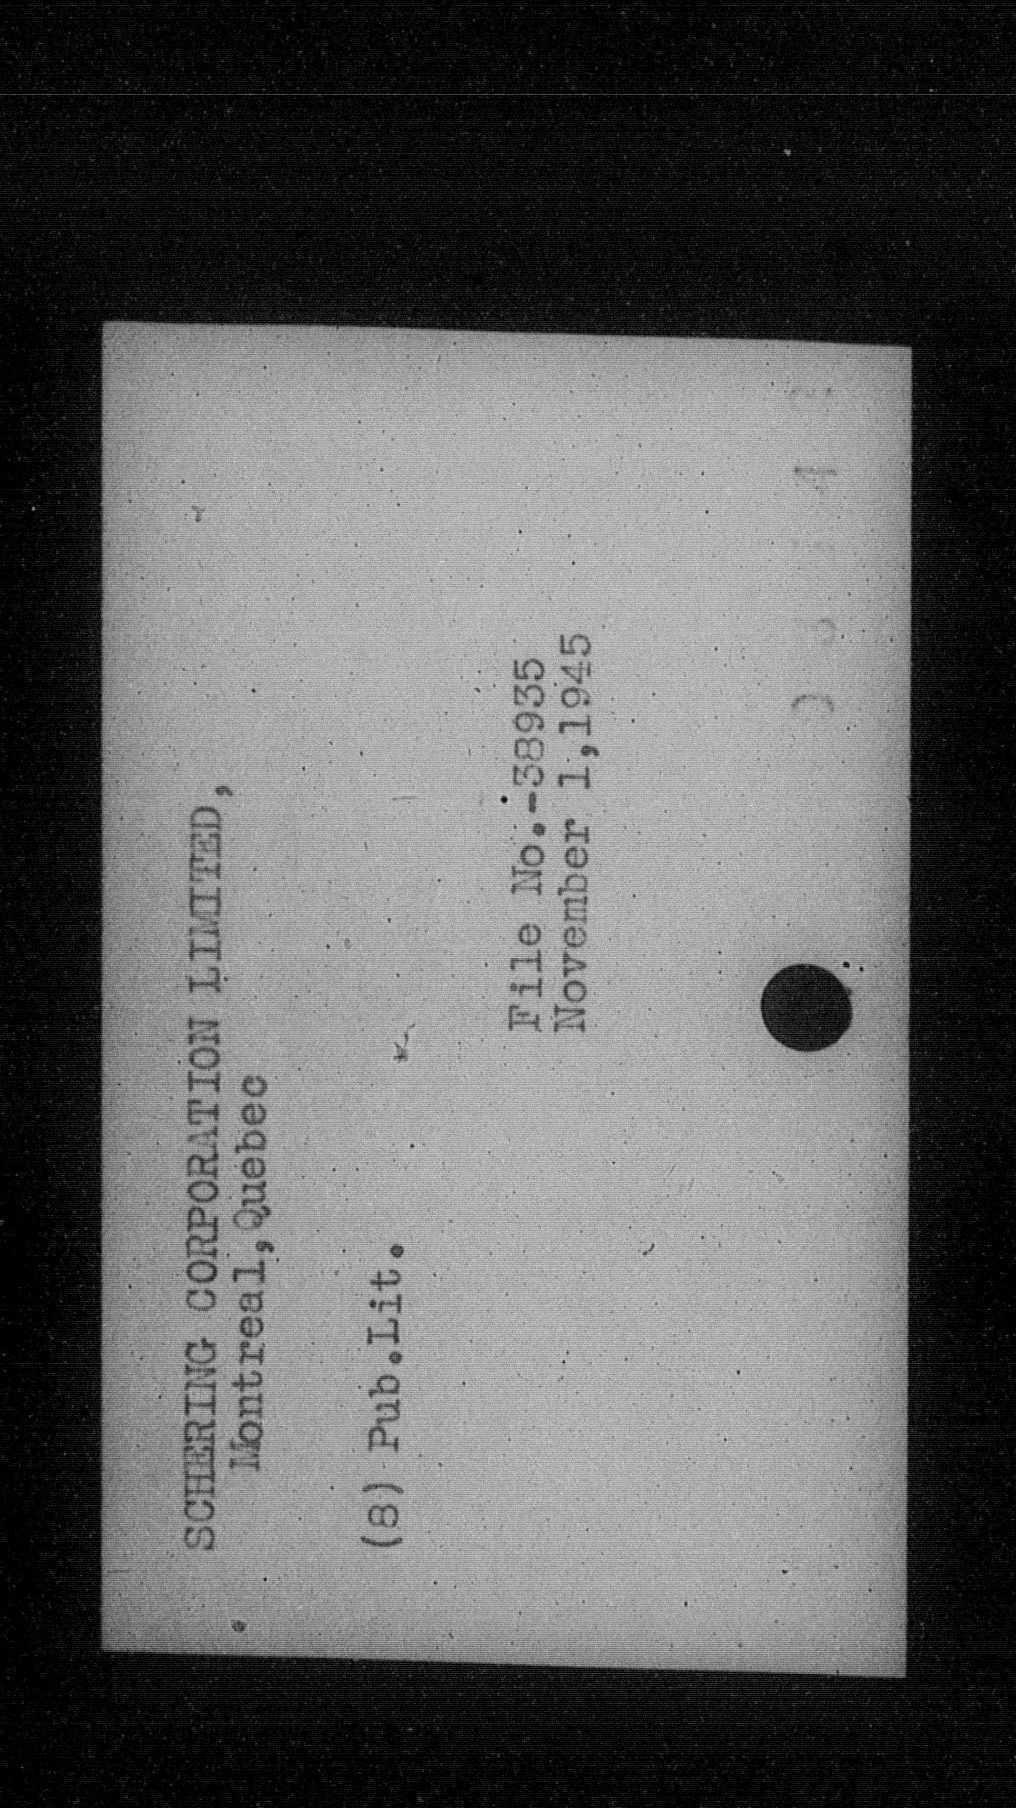 SCHERING CORPORATION LIMITED,
Montreal,Quebec
(8) Pub.Lit.
File No.-38935
November 1,1945